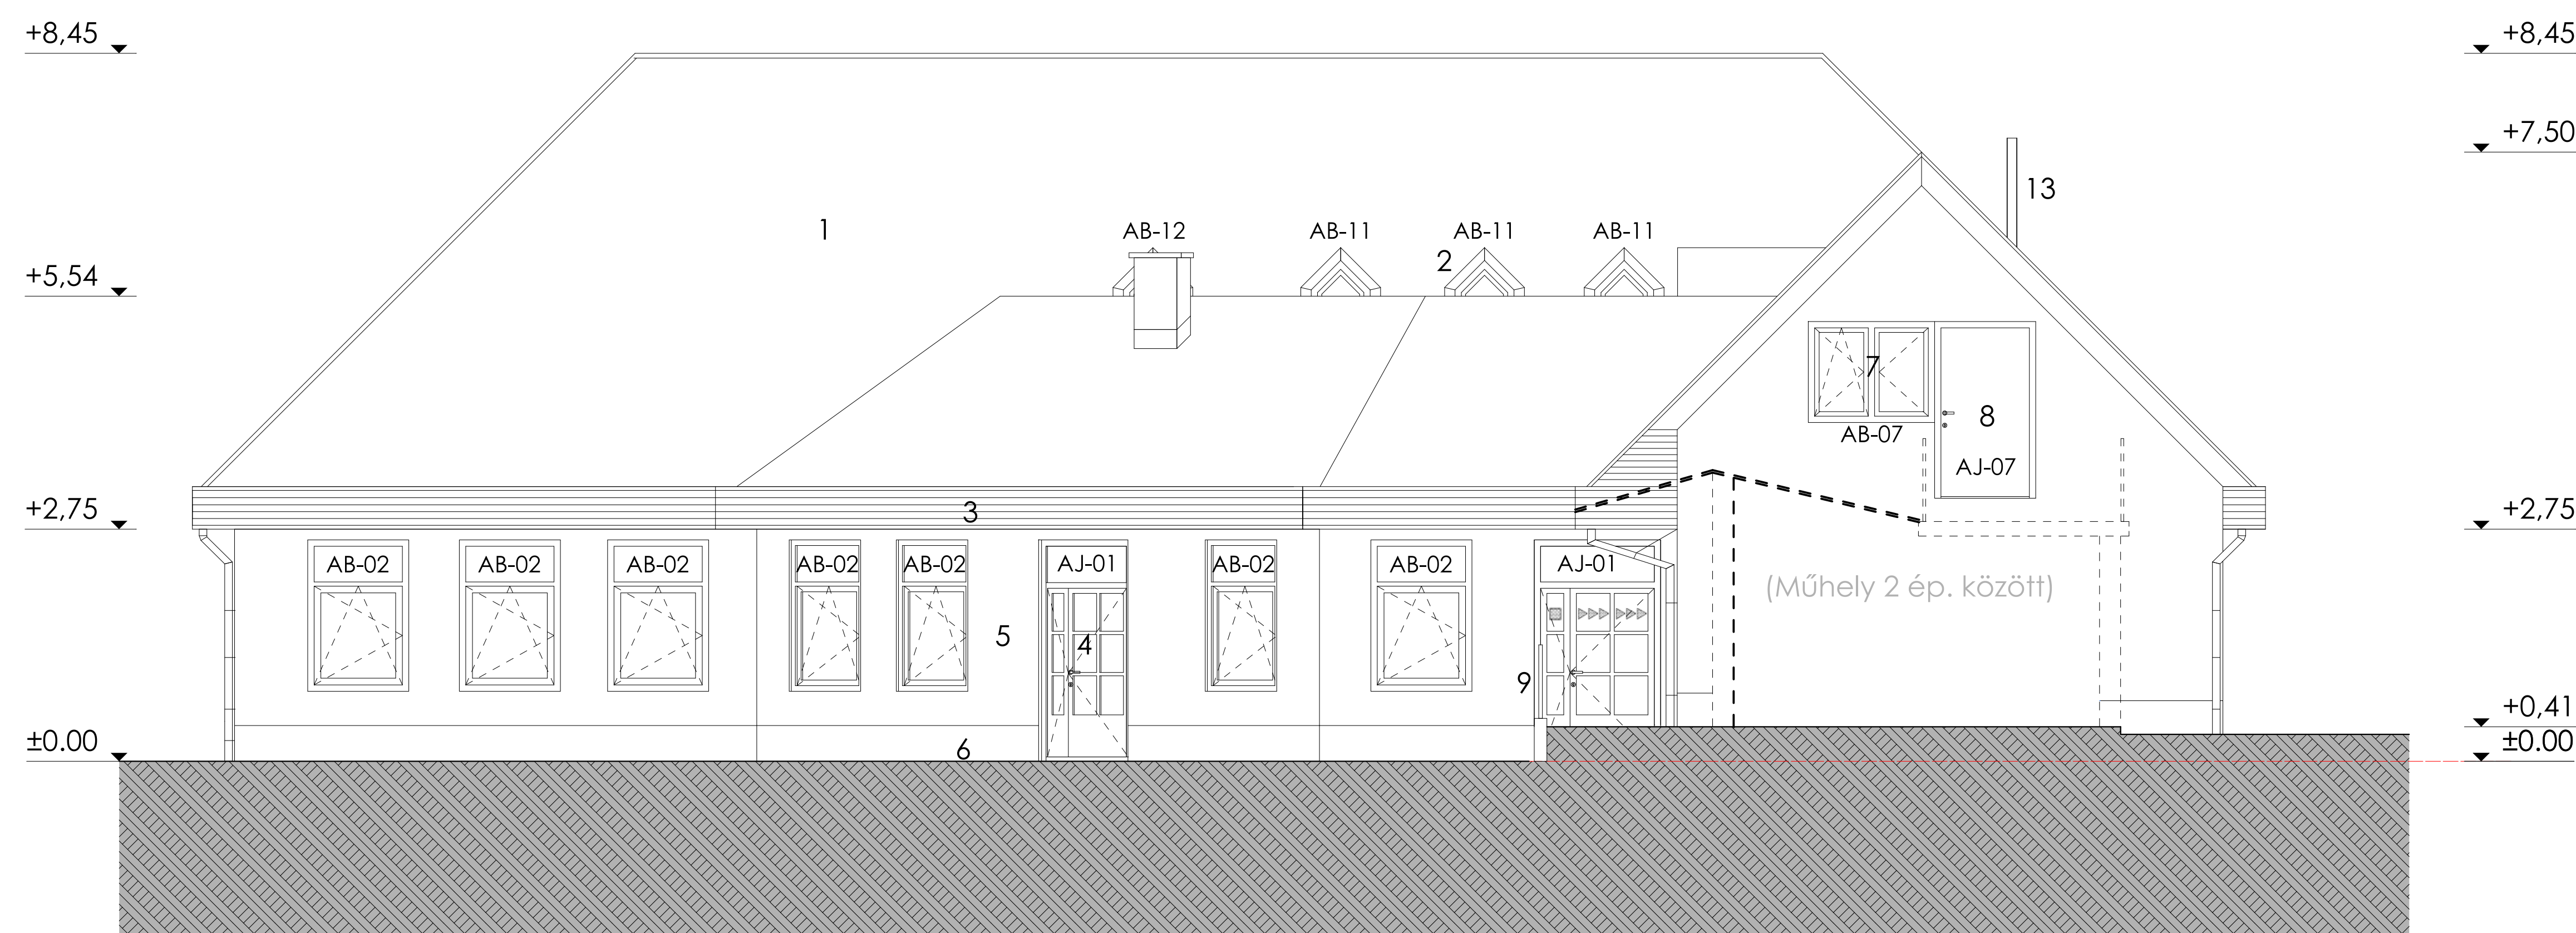 +8,45
+8,45
+7,50
13
1
AB-12
AB-11
AB-11
AB-11
2
+5,54
7
8
AB-07
AJ-07
+2,75
3
+2,75
AB-02
AB-02
AB-02
AB-02
AB-02
AJ-01
AB-02
AB-02
AJ-01
(Műhely 2 ép. között)
5
4
9
+0,41
±0.00
6
±0.00